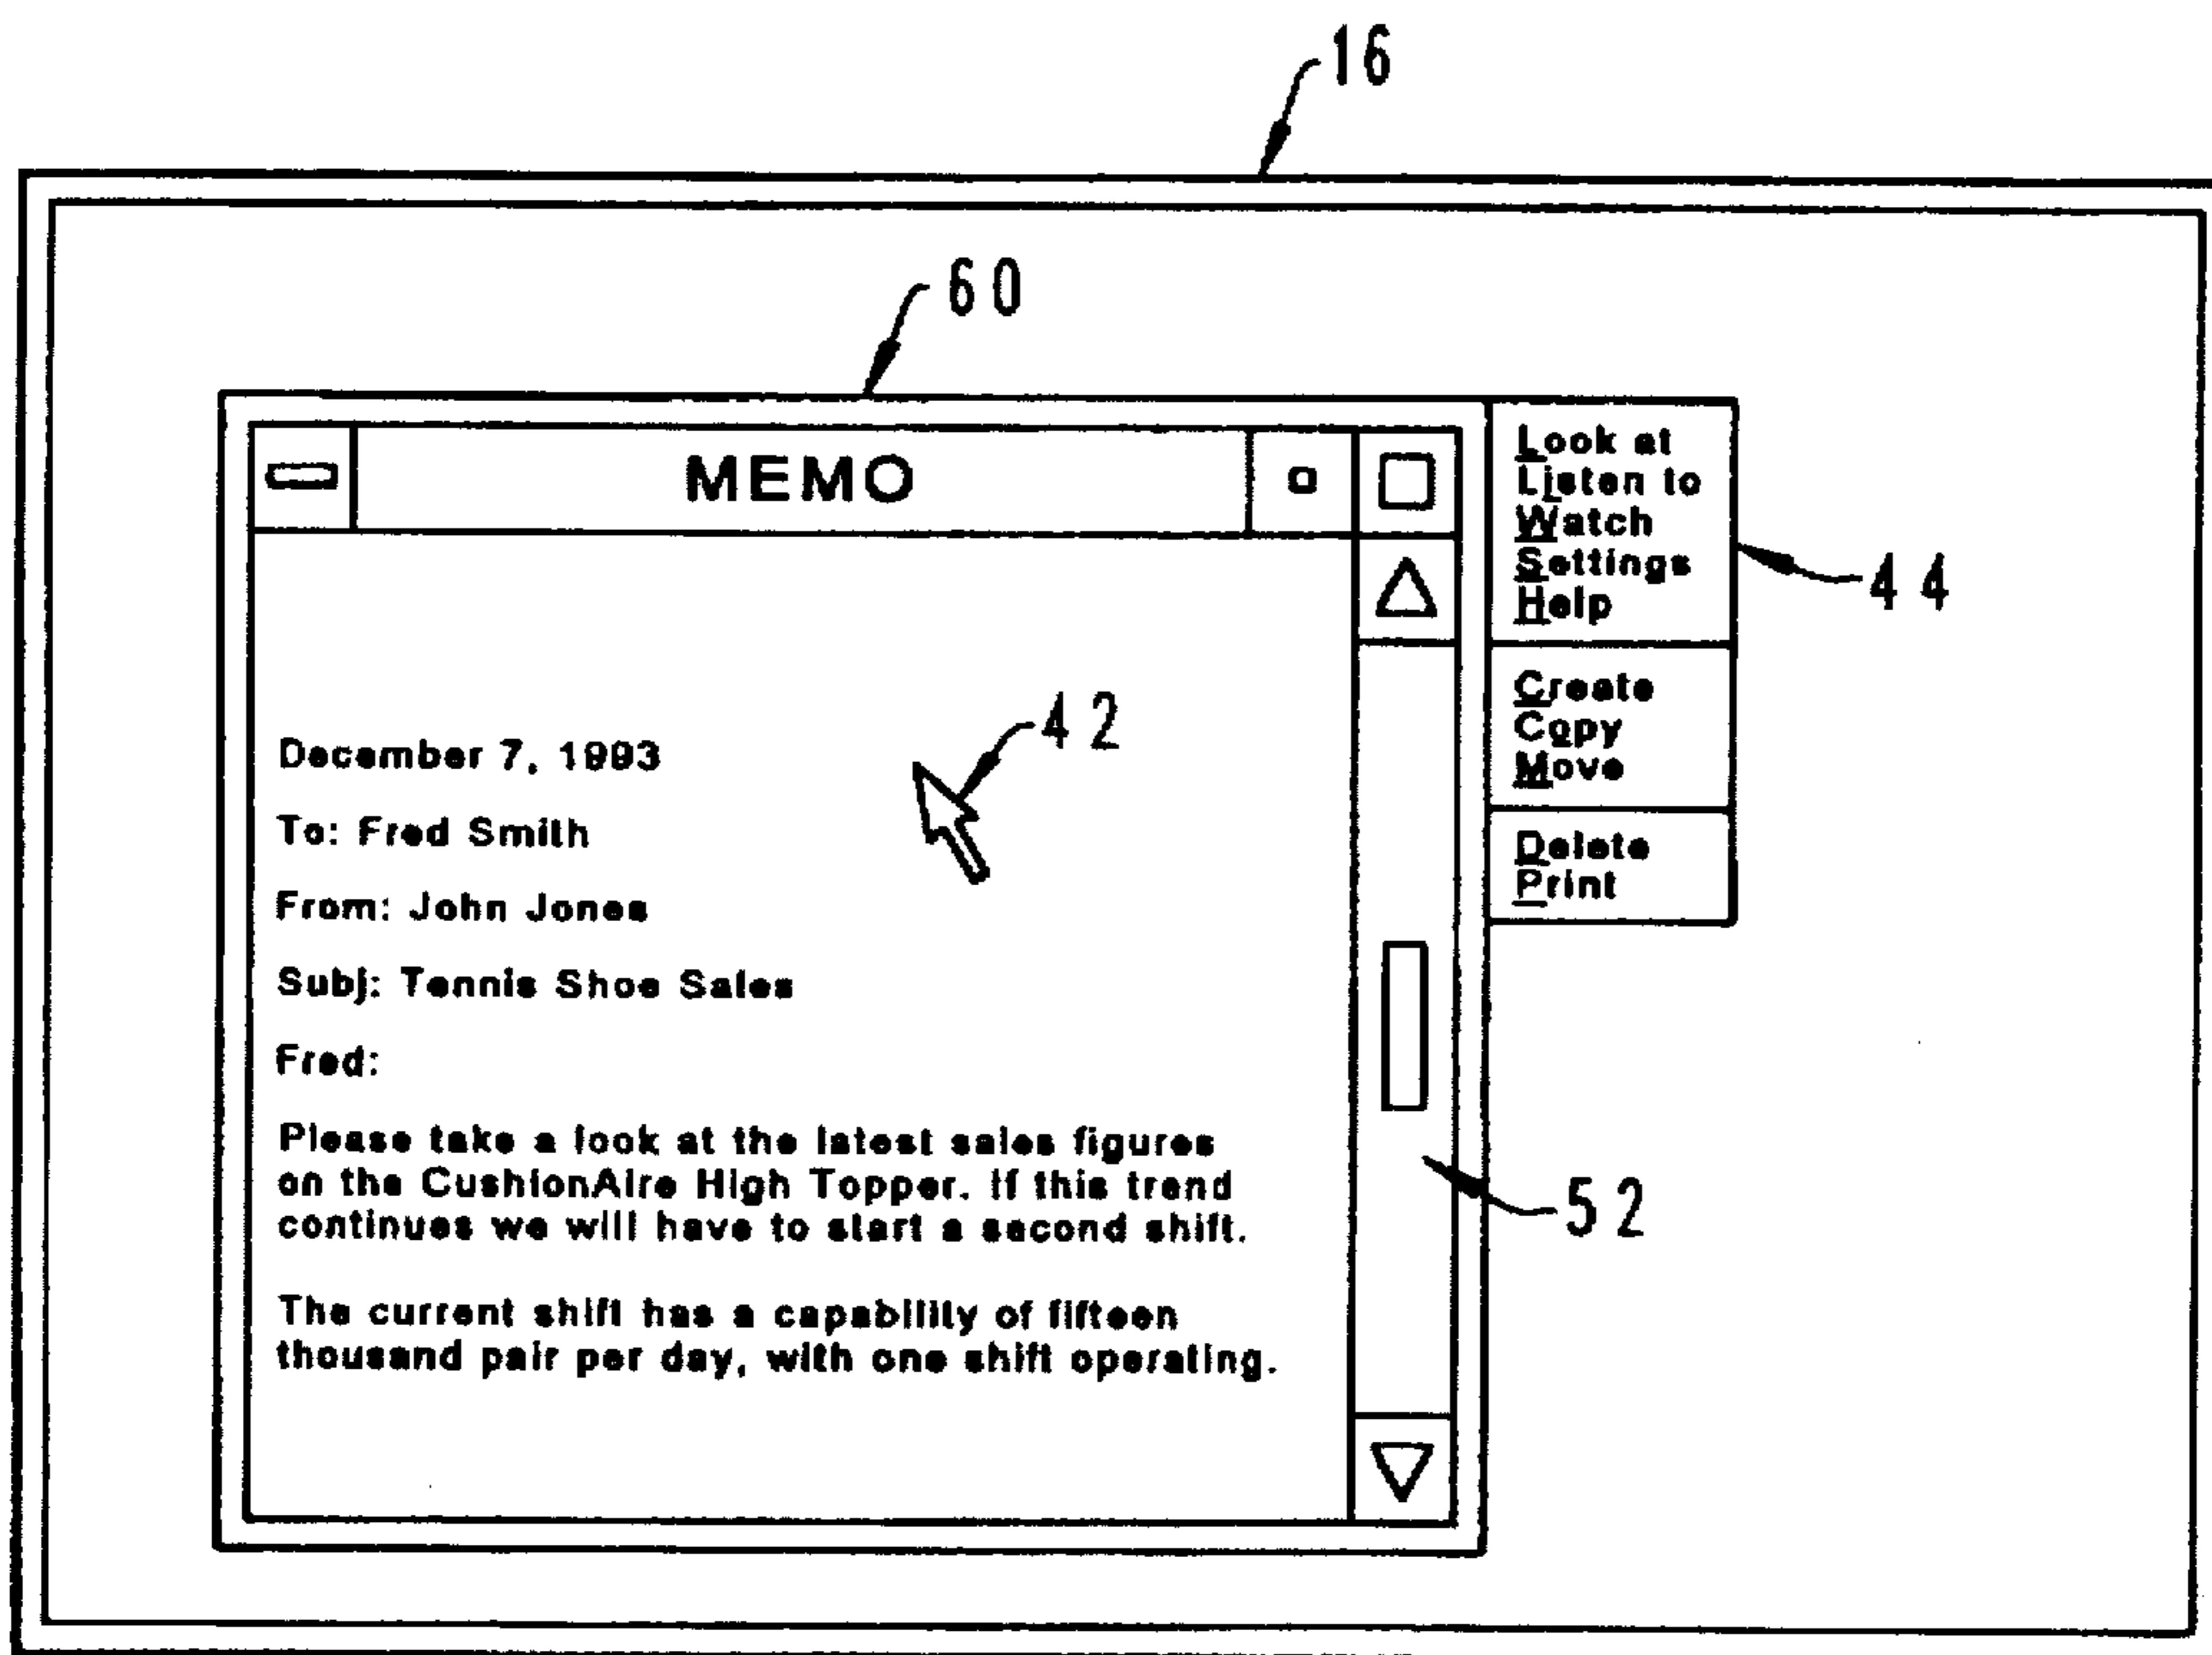 16
60
MEMO
Look at
Listen to
Watch
Settings
Help
44
Create
Copy
Move
Delete
Print
42
December 7, 1993
To: Fred Smith
From: John Jones
Subj: Tennis Shoe Sales
Fred:
Please take a look at the latest sales figures
on the CushionAire High Topper. If this trend
continues we will have to start a second shift.
52
The current shift has a capability of fifteen
thousand pair per day, with one shift operating.